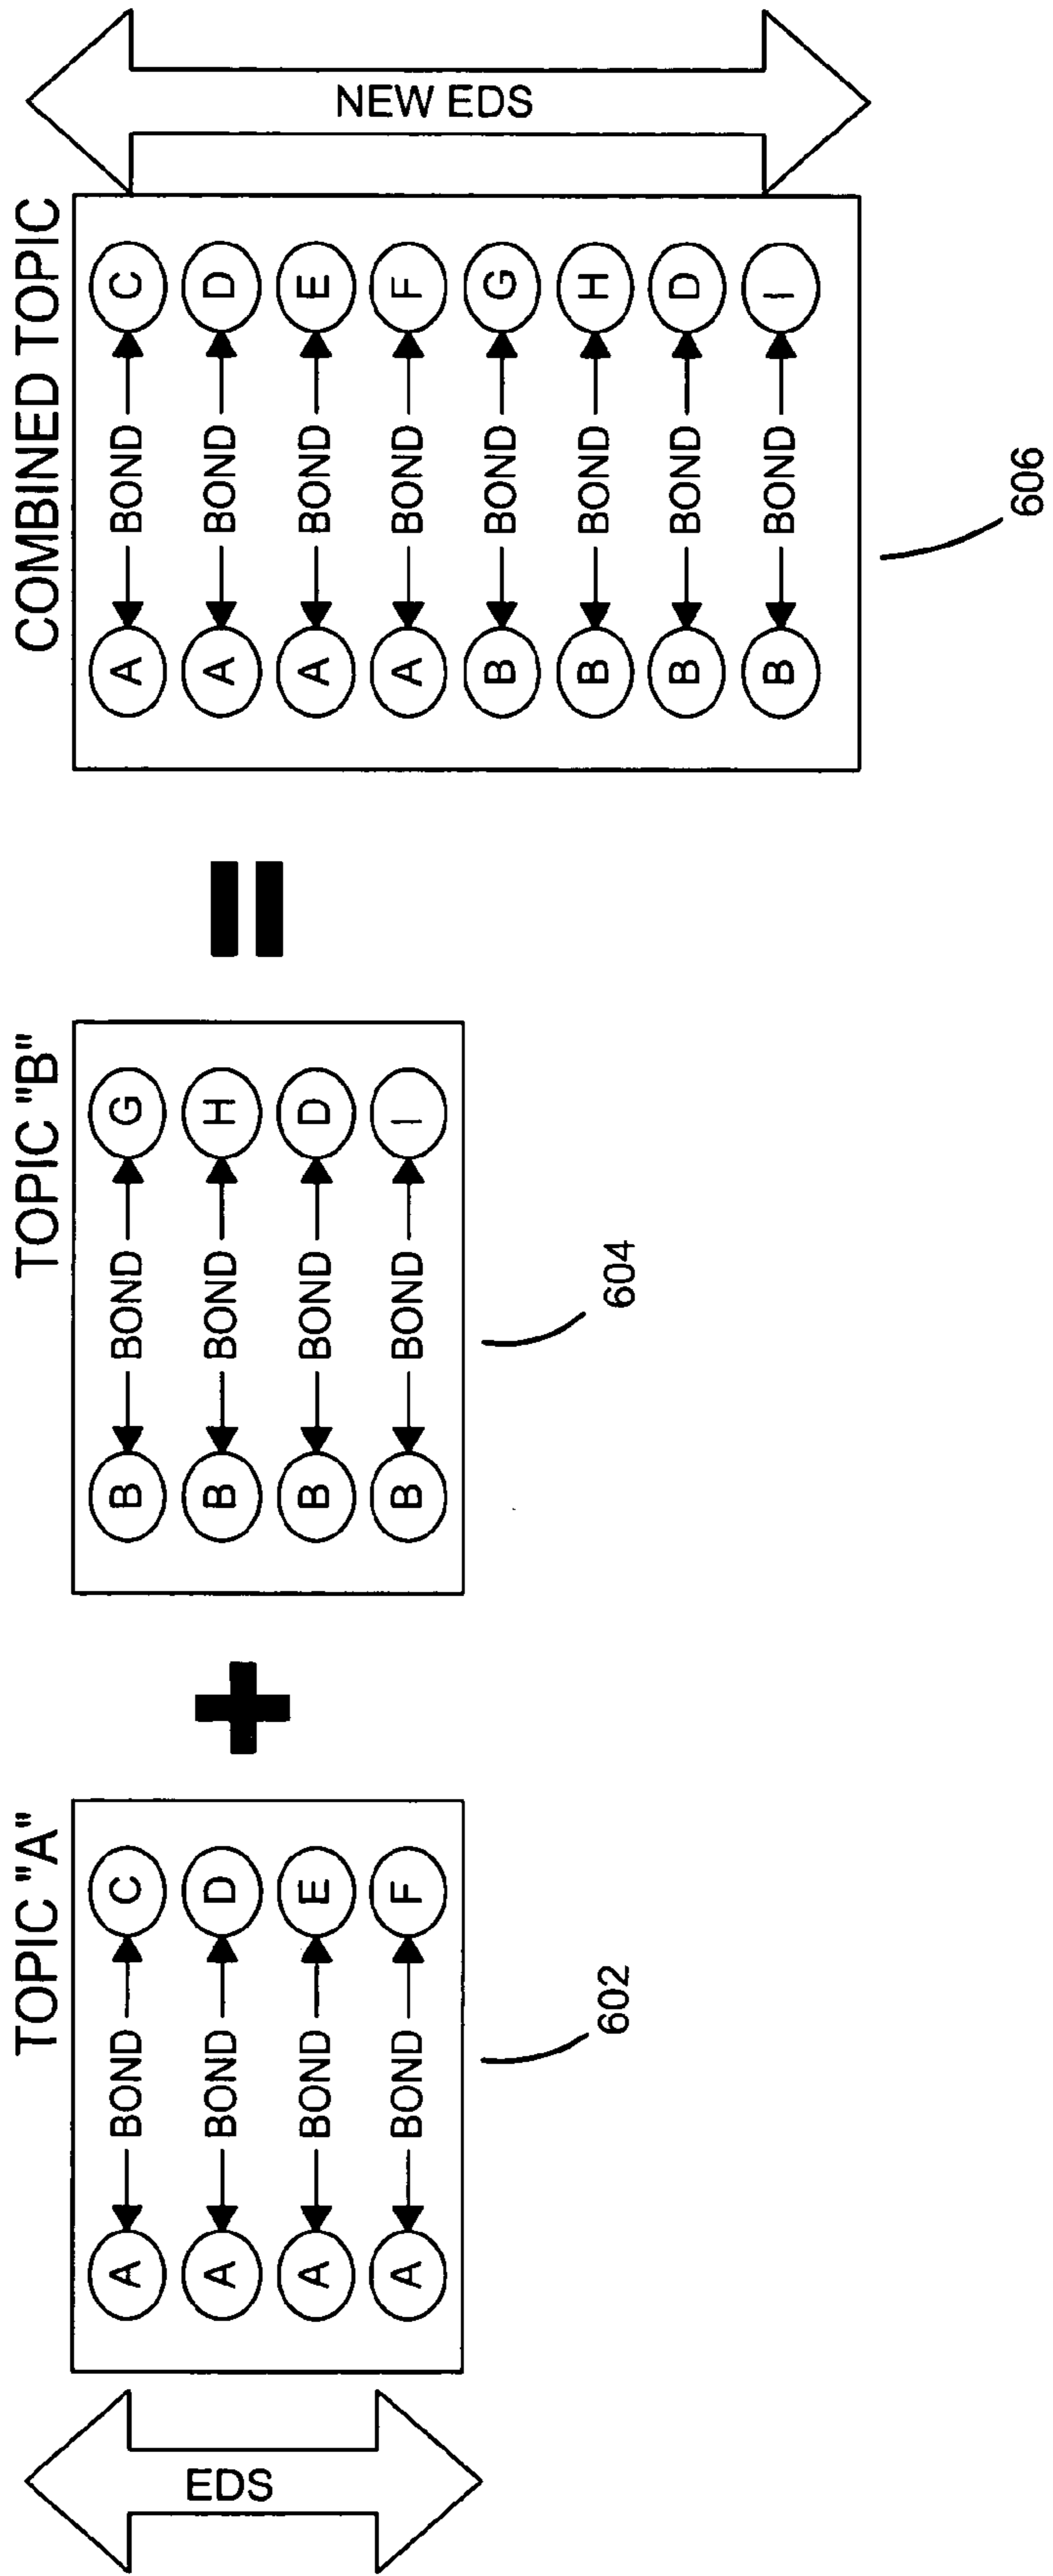 TOPIC "A"
EDS
A BOND C
A BOND D
A BOND E
A BOND F
602
TOPIC "B"
B BOND G
B BOND H
B BOND D
B BOND I
604
COMBINED TOPIC
A BOND C
A BOND D
A BOND E
A BOND F
B BOND G
B BOND H
B BOND D
B BOND I
NEW EDS
606